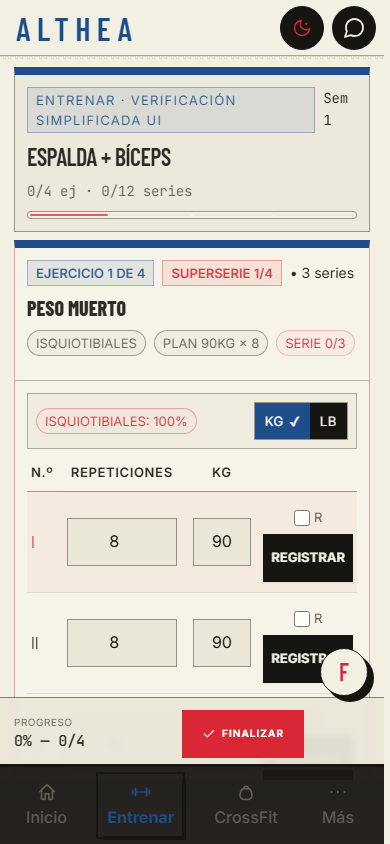 ALTHEA
ENTRENAR · VERIFICACIÓN
SIMPLIFICADA UI
Sem
1
ESPALDA + BÍCEPS
0/4 ej · 0/12 series
EJERCICIO 1 DE 4 SUPERSERIE 1/4 • 3 series
PESO MUERTO
ISQUIOTIBIALES PLAN 90KG × 8 SERIE 0/3
ISQUIOTIBIALES: 100% KG ✓ LB
N.º REPETICIONES KG
I 8 90 R
REGISTRAR
II 8 90 R
REGISTR
F
PROGRESO
0% — 0/4
✓ FINALIZAR
Inicio Entrenar CrossFit Más